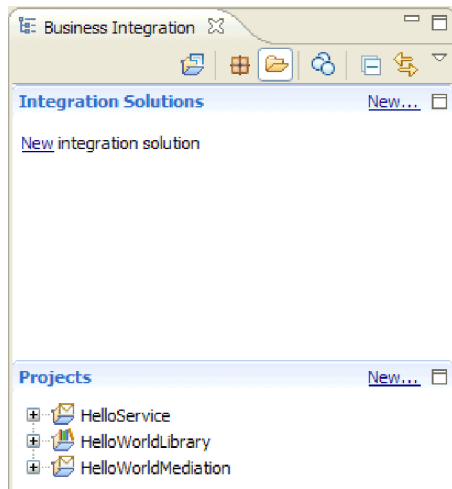 Business Integration
Integration Solutions New...
New integration solution
Projects New...
HelloService
HelloWorldLibrary
HelloWorldMediation